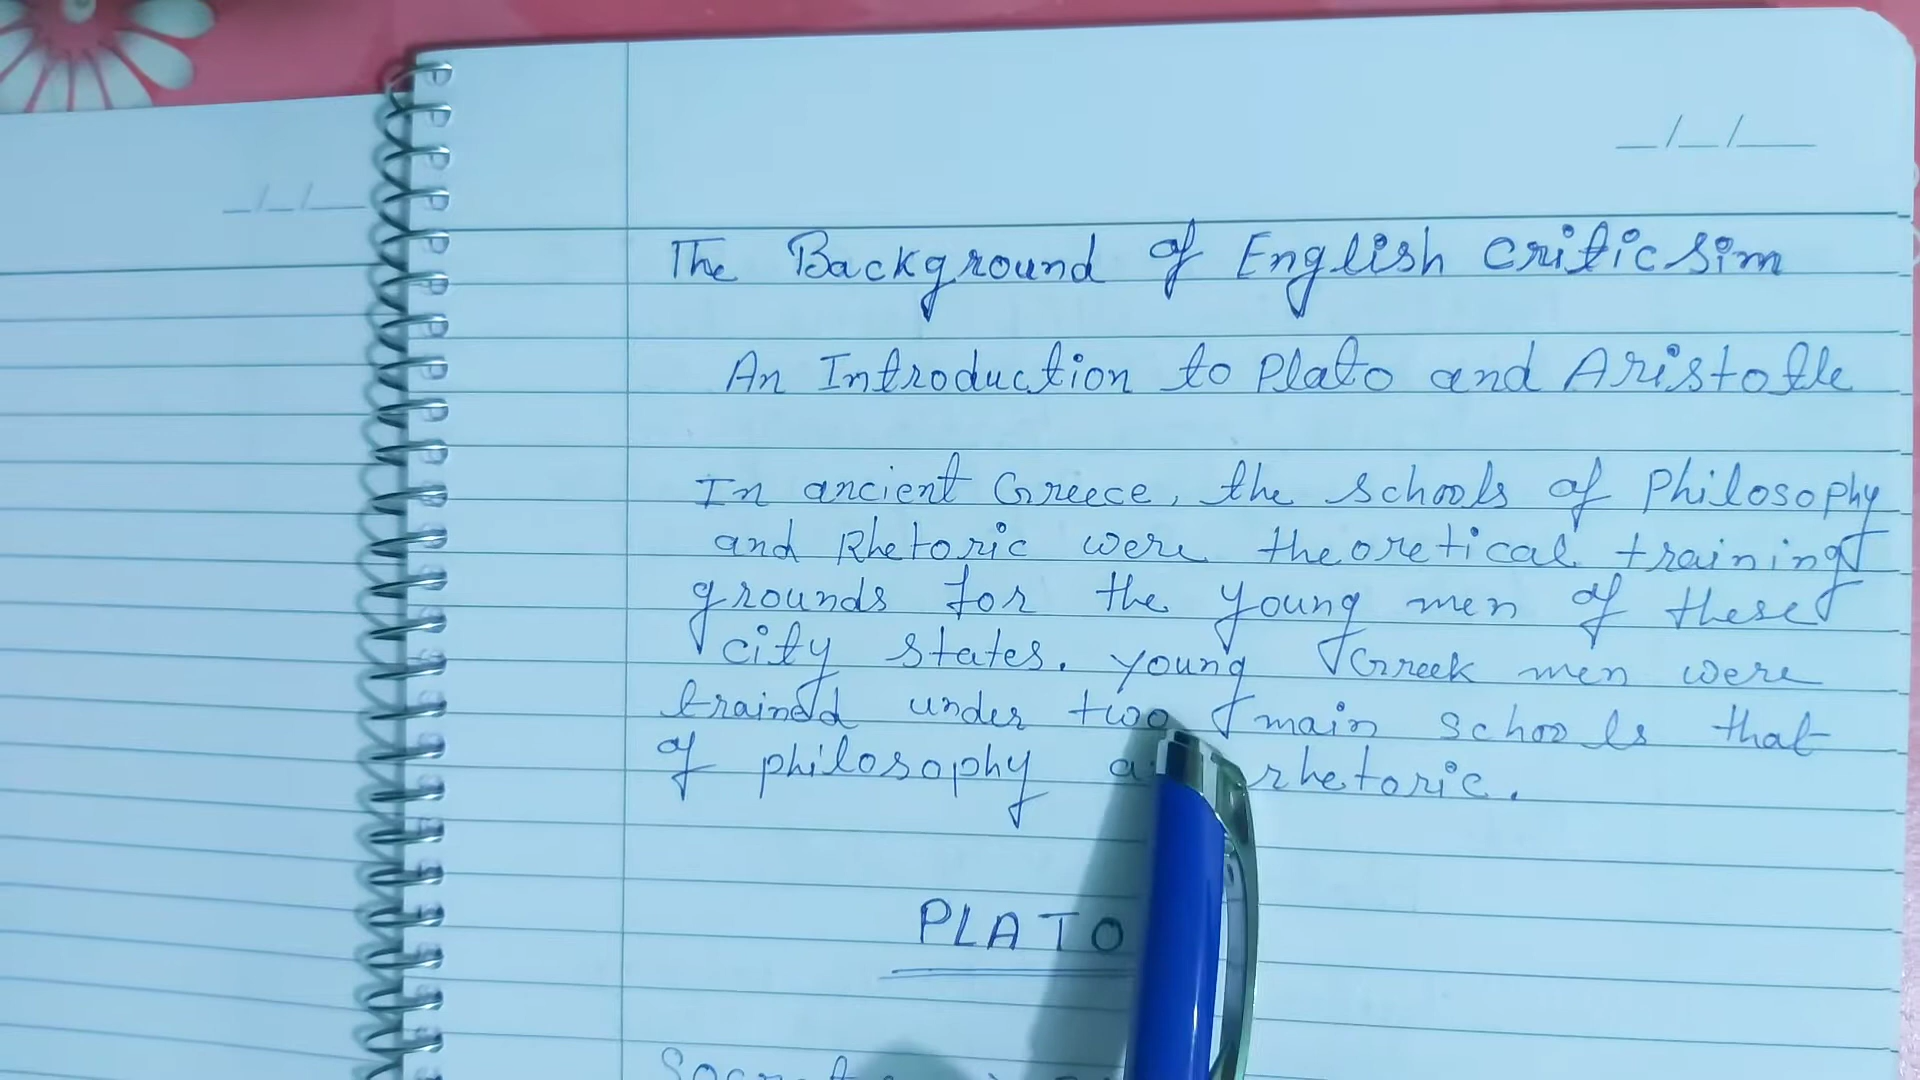 The Background of English Criticsim
An Introduction to Plato and Aristotle
In ancient Greece, the schools of Philosophy
and Rhetoric were theoretical training
grounds for the young men of these
city states. Young Greek men were
trained under two main schools that
of philosophy rhetoric.
PLATO